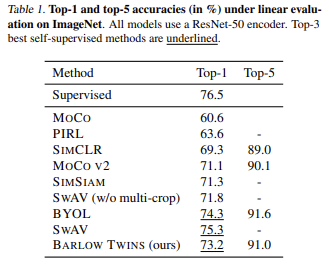 Table 1. Top-1 and top-5 accuracies (in %) under linear evalu-
ation on ImageNet. All models use a ResNet-50 encoder. Top-3
best self-supervised methods are underlined.
Method Top-1 Top-5
Supervised 76.5
MOCO 60.6
PIRL 63.6 -
SIMCLR 69.3 89.0
MOCO V2 71.1 90.1
SIMSIAM 71.3 -
SWAV (w/o multi-crop) 71.8 -
BYOL 74.3 91.6
SWAV 75.3 -
BARLOW TWINS (ours) 73.2 91.0